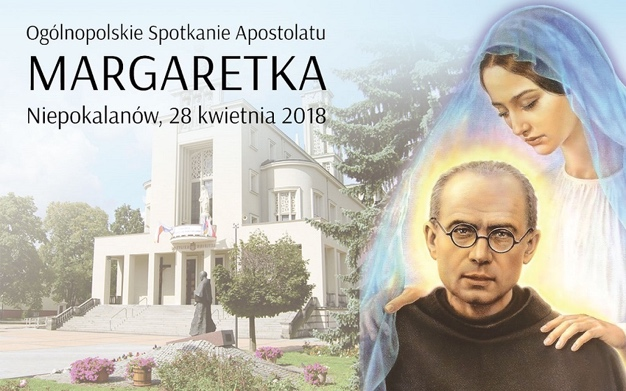 Ogólnopolskie Spotkanie Apostolatu
MARGARETKA
Niepokalanów, 28 kwietnia 2018